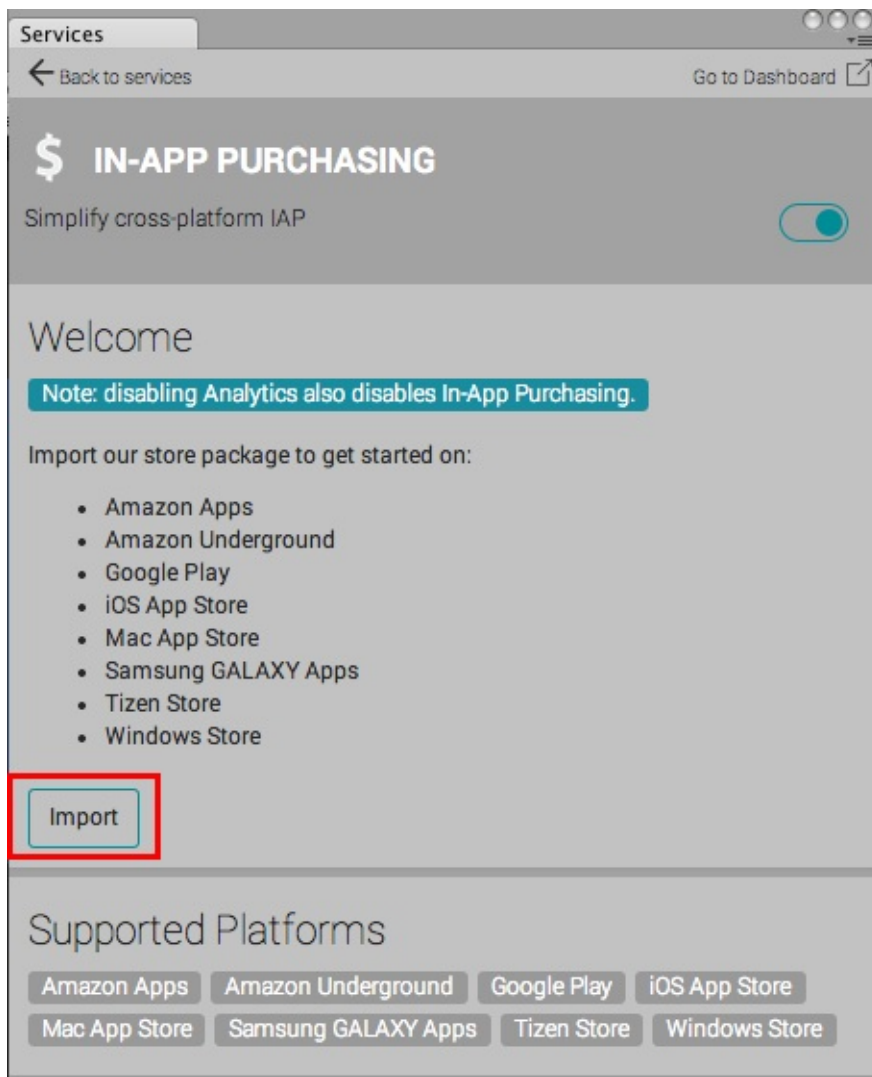 Services
Back to services Go to Dashboard
$ IN-APP PURCHASING
Simplify cross-platform IAP
Welcome
Note: disabling Analytics also disables In-App Purchasing.
Import our store package to get started on:
• Amazon Apps
• Amazon Underground
• Google Play
• iOS App Store
• Mac App Store
• Samsung GALAXY Apps
• Tizen Store
• Windows Store
Import
Supported Platforms
Amazon Apps Amazon Underground Google Play iOS App Store
Mac App Store Samsung GALAXY Apps Tizen Store Windows Store